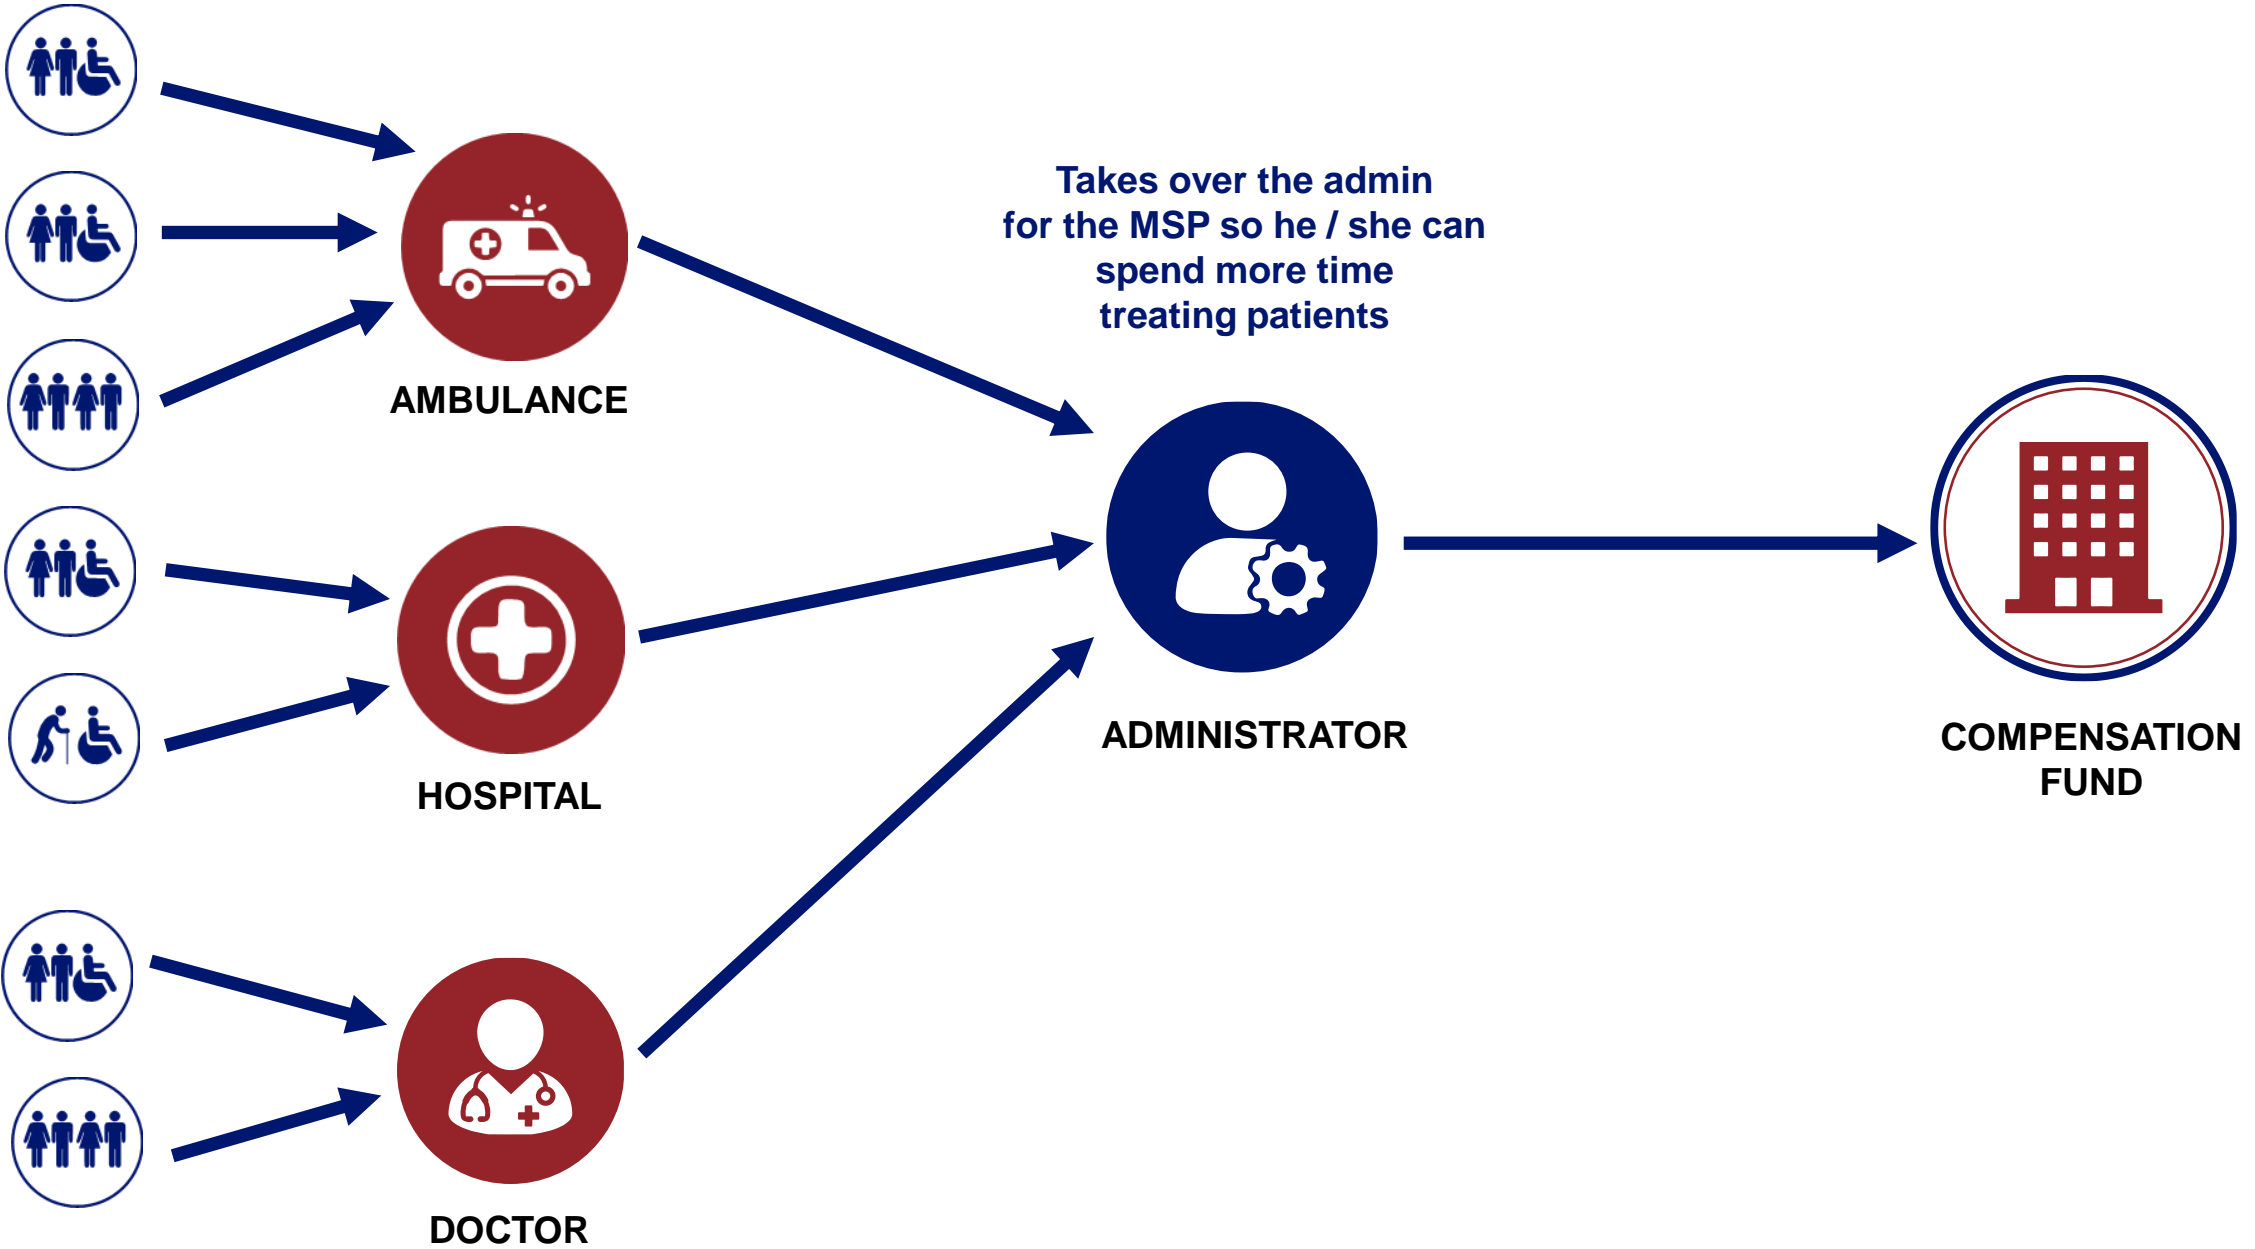 Takes over the admin
for the MSP so he / she can
spend more time
treating patients
AMBULANCE
HOSPITAL
DOCTOR
ADMINISTRATOR
COMPENSATION
FUND